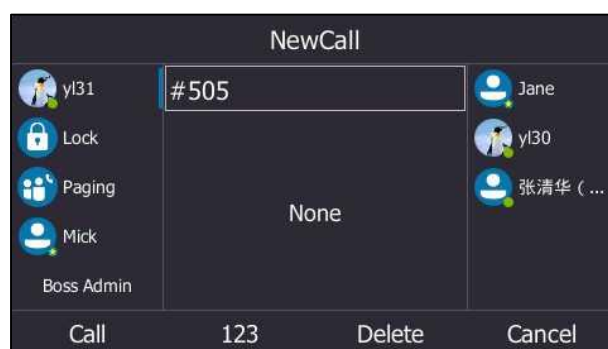 NewCall
yl31
Lock
Paging
Mick
Boss Admin
#505
None
Jane
yl30
张清华（...
Call 123 Delete Cancel